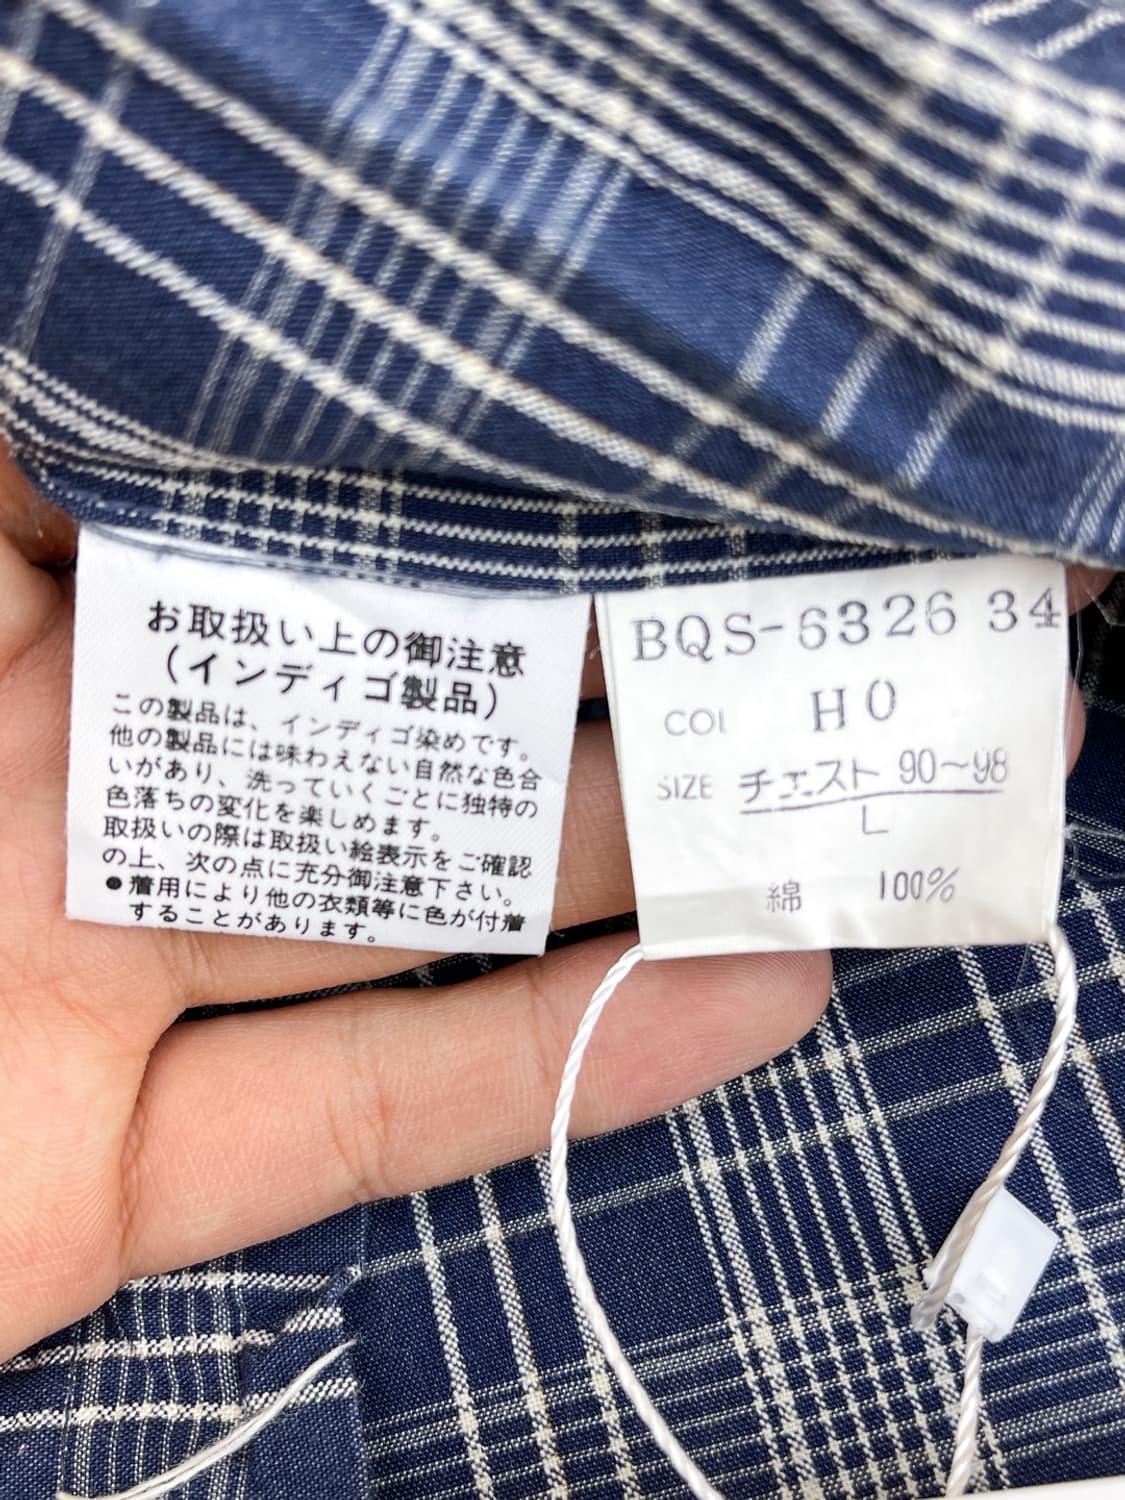 お取扱い上の御注意
(インディゴ製品)
この製品は、インディゴ染めです。
他の製品には味わえない自然な色合
いがあり、洗っていくごとに独特の
色落ちの変化を楽しめます。
取扱いの際は取扱い絵表示をご確認
の上、次の点に充分御注意下さい。
●着用により他の衣類等に色が付着
することがあります。
BQS-6326 34
COL H0
SIZE チェスト 90～98
L
綿 100%